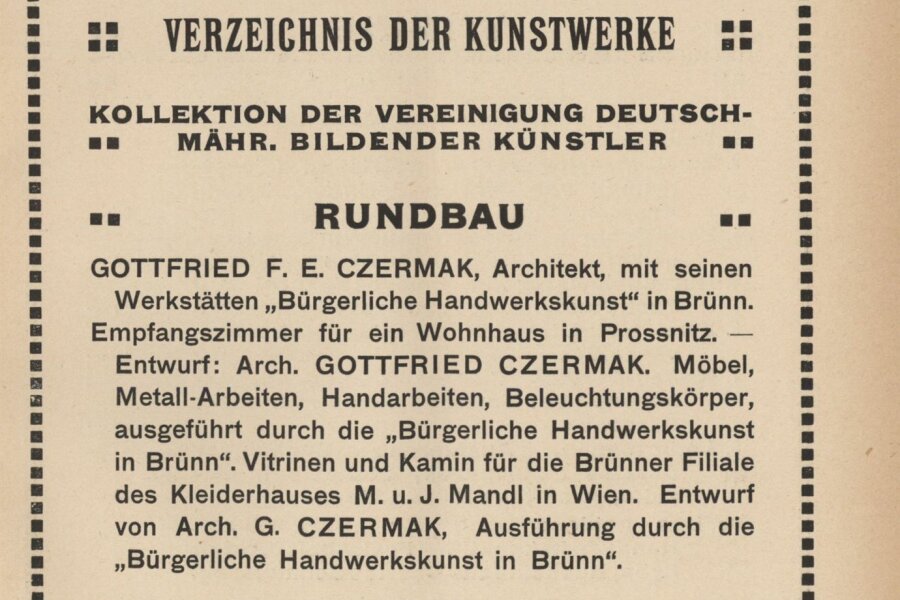 VERZEICHNIS DER KUNSTWERKE
KOLLEKTION DER VEREINIGUNG DEUTSCH-
MÄHR. BILDENDER KÜNSTLER
RUNDBAU
GOTTFRIED F. E. CZERMAK, Architekt, mit seinen
Werkstätten „Bürgerliche Handwerkskunst“ in Brünn.
Empfangszimmer für ein Wohnhaus in Prossnitz. —
Entwurf: Arch. GOTTFRIED CZERMAK. Möbel,
Metall-Arbeiten, Handarbeiten, Beleuchtungskörper,
ausgeführt durch die „Bürgerliche Handwerkskunst
in Brünn“. Vitrinen und Kamin für die Brünner Filiale
des Kleiderhauses M. u. J. Mandl in Wien. Entwurf
von Arch. G. CZERMAK, Ausführung durch die
„Bürgerliche Handwerkskunst in Brünn“.